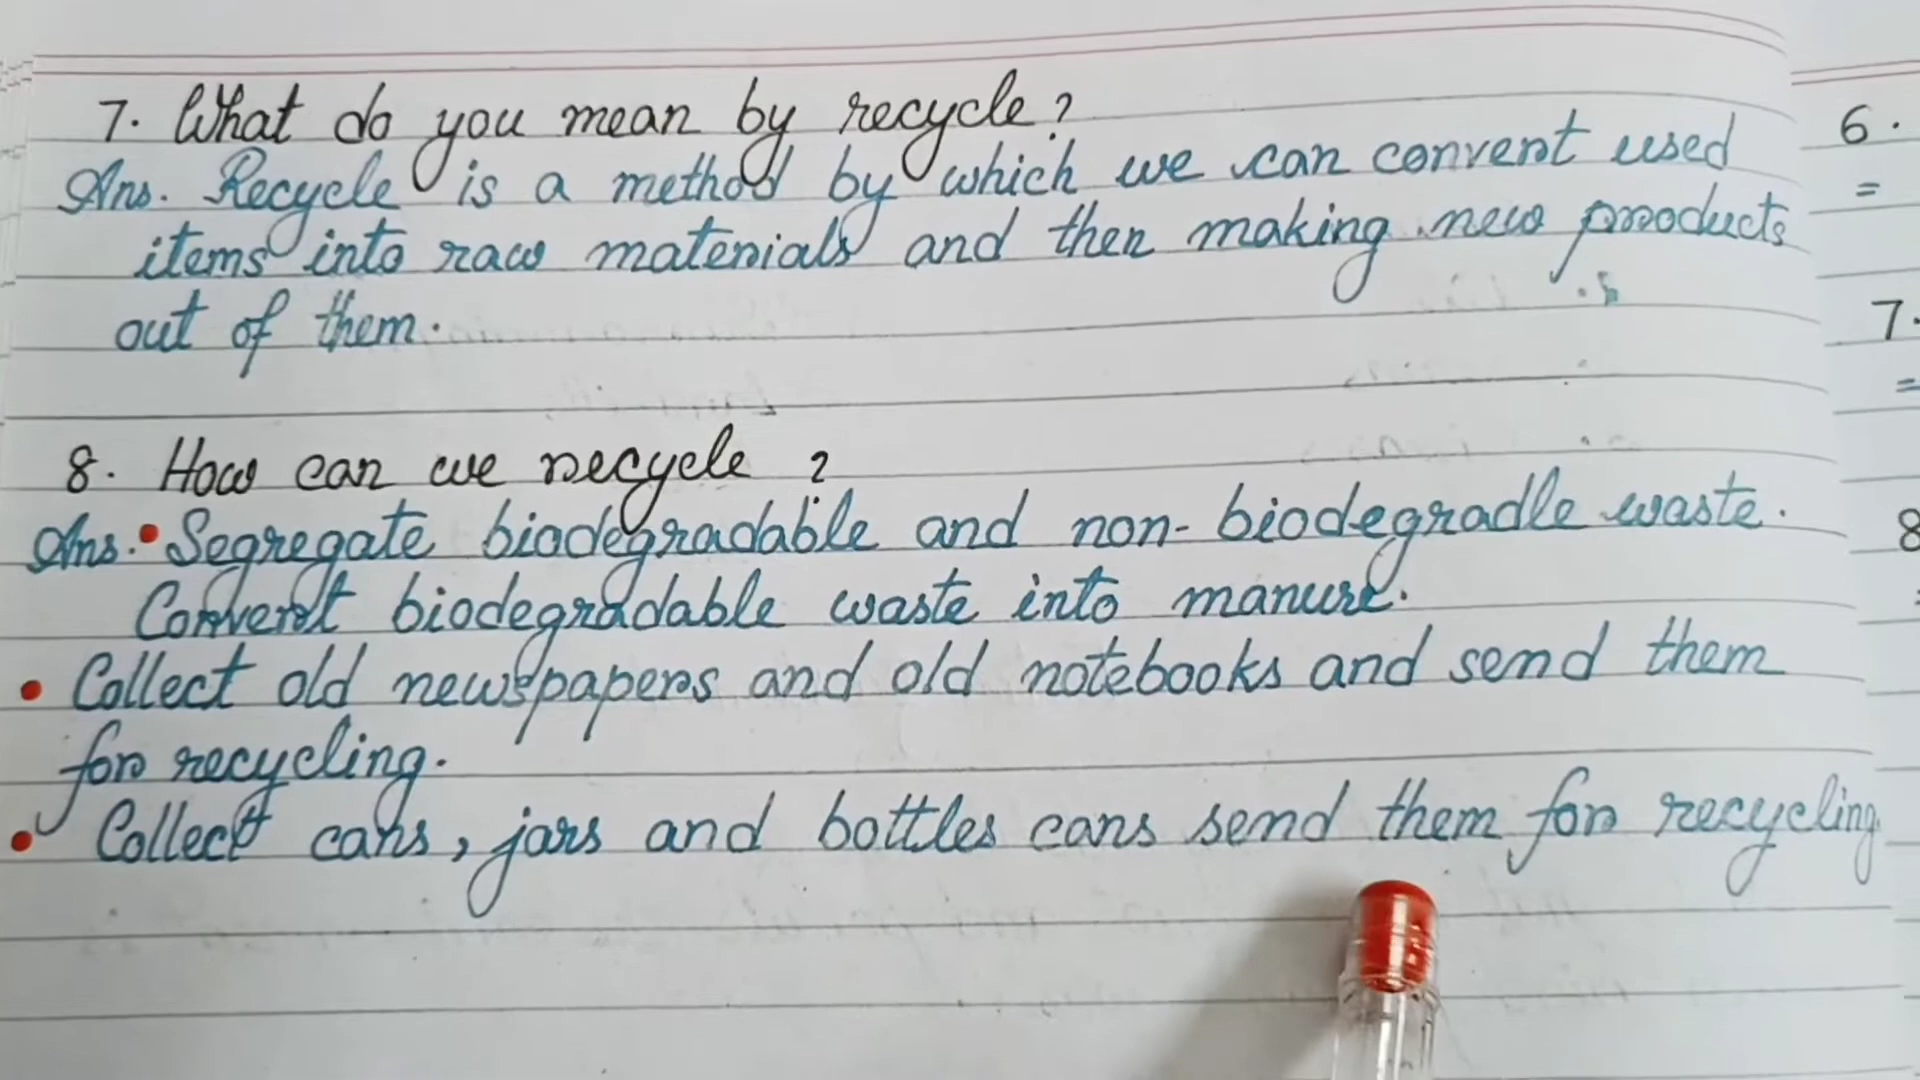 7. What do you mean by recycle?
Ans. Recycle is a method by which we can convert used
items into raw materials and then making new products
out of them.
8. How can we recycle ?
Ans. • Segregate biodegradable and non-biodegradle waste.
Convert biodegradable waste into manure.
• Collect old newspapers and old notebooks and send them
for recycling.
• Collect cans, jars and bottles cans send them for recycling.
6.
=
7.
=
8